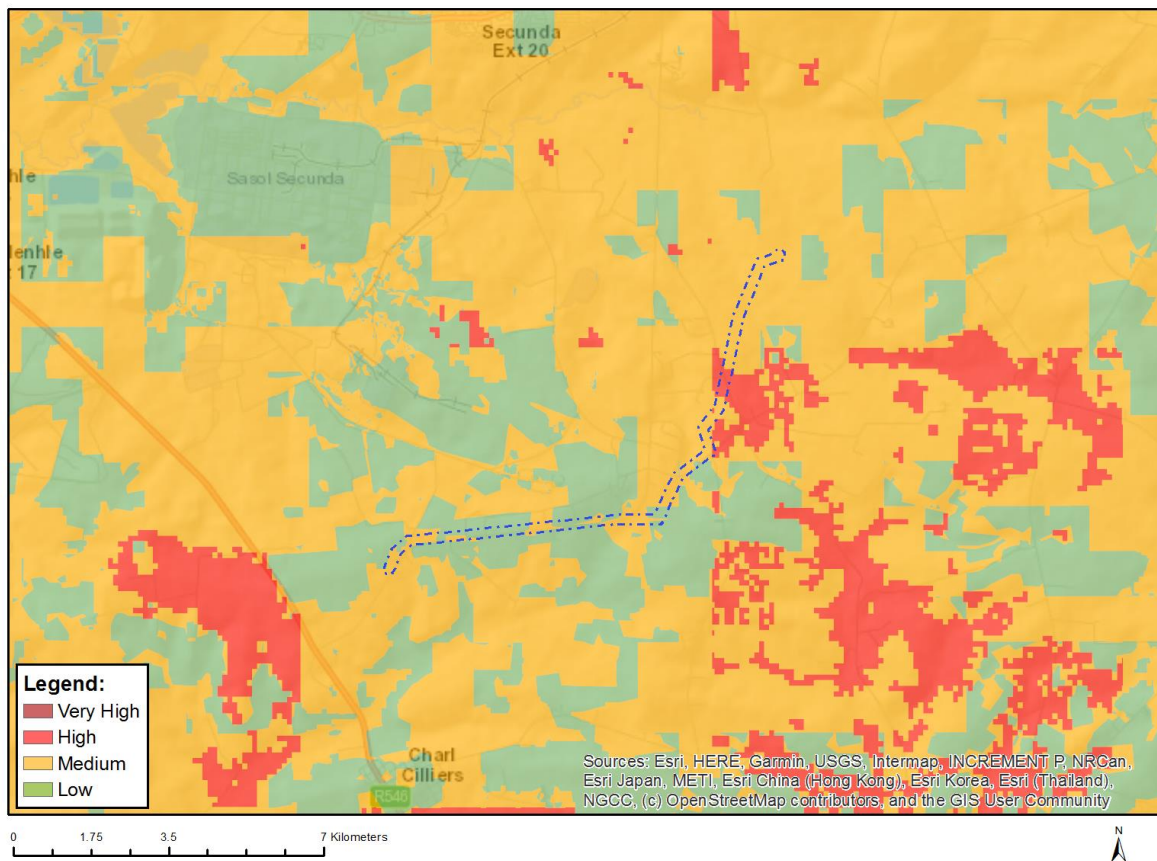 Secunda
Ext 20
hle
Sasol Secunda
lenhle
17
Charl
Cilliers
R546
Legend:
Very High
High
Medium
Low
Sources: Esri, HERE, Garmin, USGS, Intermap, INCREMENT P, NRCan,
Esri Japan, METI, Esri China (Hong Kong), Esri Korea, Esri (Thailand),
NGCC, (c) OpenStreetMap contributors, and the GIS User Community
0 1.75 3.5 7 Kilometers
N